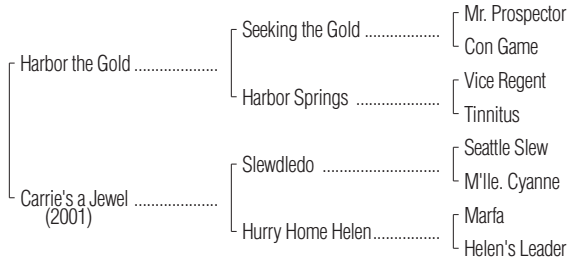 Mr. Prospector
Seeking the Gold ..................
Con Game
Harbor the Gold ....................
Vice Regent
Harbor Springs ....................
Tinnitus
Seattle Slew
Slewdledo ............................
M'lle. Cyanne
Carrie's a Jewel ....................
(2001)
Marfa
Hurry Home Helen................
Helen's Leader